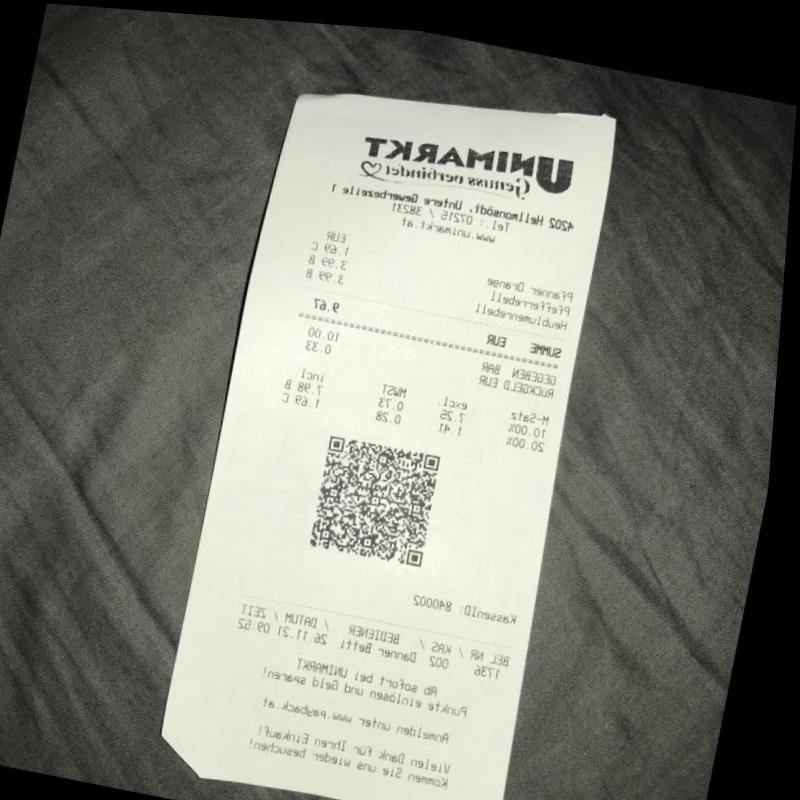 UNIMARKT
Genuss verbindet
4202 Hellmonsödt, Untere Gewerbezeile 1
Tel.: 07215 / 38231
www.unimarkt.at
EUR
Pfanner Orange 1.69 C
Pfefferrebell 3.99 B
Heublumenrebell 3.99 B
SUMME EUR 9.67
GEGEBEN BAR 10.00
RÜCKGELD EUR 0.33
M-Satz excl. MWST incl.
10.00% 7.25 0.73 7.98 B
20.00% 1.41 0.28 1.69 C
KassenID: 840002
BEL NR / KAS / BEDIENER / DATUM / ZEIT
1736 002 Danner Betti 26.11.21 09:52
Ab sofort bei UNIMARKT
Punkte einlösen und Geld sparen!
Anmelden unter www.payback.at
Vielen Dank für Ihren Einkauf!
Kommen Sie uns wieder besuchen!